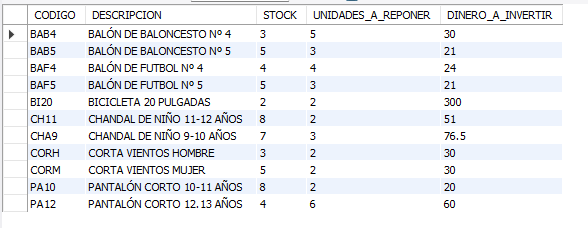 CODIGO DESCRIPCION STOCK UNIDADES_A_REPONER DINERO_A_INVERTIR
BAB4 BALÓN DE BALONCESTO Nº 4 3 5 30
BAB5 BALÓN DE BALONCESTO Nº 5 5 3 21
BAF4 BALÓN DE FUTBOL Nº 4 4 4 24
BAF5 BALÓN DE FUTBOL Nº 5 5 3 21
BI20 BICICLETA 20 PULGADAS 2 2 300
CH11 CHANDAL DE NIÑO 11-12 AÑOS 8 2 51
CHA9 CHANDAL DE NIÑO 9-10 AÑOS 7 3 76.5
CORH CORTA VIENTOS HOMBRE 3 2 30
CORM CORTA VIENTOS MUJER 5 2 30
PA10 PANTALÓN CORTO 10-11 AÑOS 8 2 20
PA12 PANTALÓN CORTO 12.13 AÑOS 4 6 60